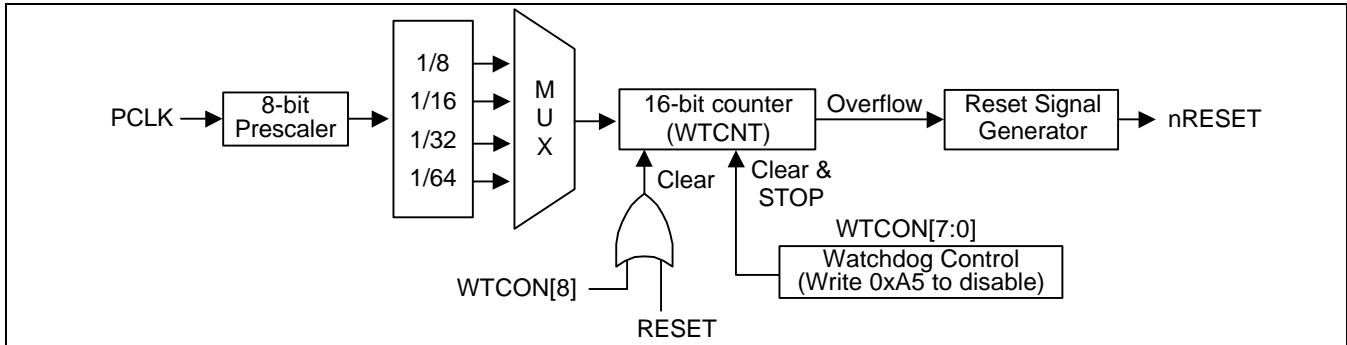 PCLK
8-bit
Prescaler
1/8
1/16
1/32
1/64
M
U
X
16-bit counter
(WTCNT)
Overflow
Reset Signal
Generator
nRESET
Clear
Clear &
STOP
WTCON[7:0]
Watchdog Control
(Write 0xA5 to disable)
WTCON[8]
RESET